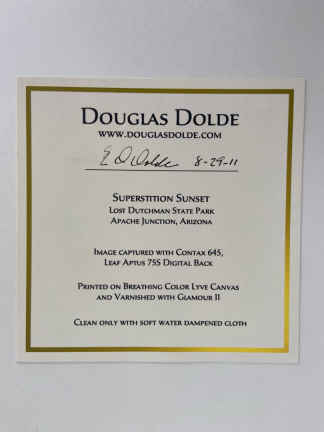 DOUGLAS DOLDE
WWW.DOUGLASDOLDE.COM
E D Dolde 8-29-11
SUPERSTITION SUNSET
LOST DUTCHMAN STATE PARK
APACHE JUNCTION, ARIZONA
IMAGE CAPTURED WITH CONTAX 645,
LEAF APTUS 75S DIGITAL BACK
PRINTED ON BREATHING COLOR LYVE CANVAS
AND VARNISHED WITH GLAMOUR II
CLEAN ONLY WITH SOFT WATER DAMPENED CLOTH